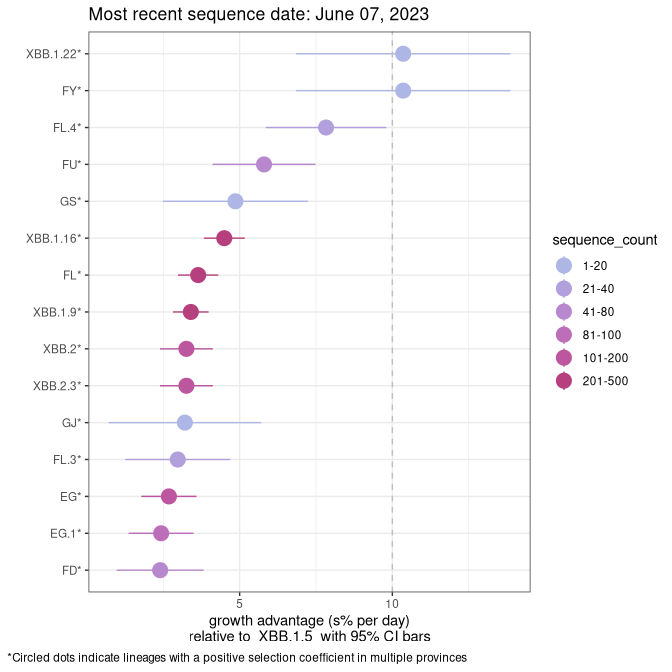 Most recent sequence date: June 07, 2023
XBB.1.22*
FY*
FL.4*
FU*
GS*
XBB.1.16*
FL*
XBB.1.9*
XBB.2*
XBB.2.3*
GJ*
FL.3*
EG*
EG.1*
FD*
5 10
growth advantage (s% per day)
relative to XBB.1.5 with 95% CI bars
sequence_count
1-20
21-40
41-80
81-100
101-200
201-500
*Circled dots indicate lineages with a positive selection coefficient in multiple provinces